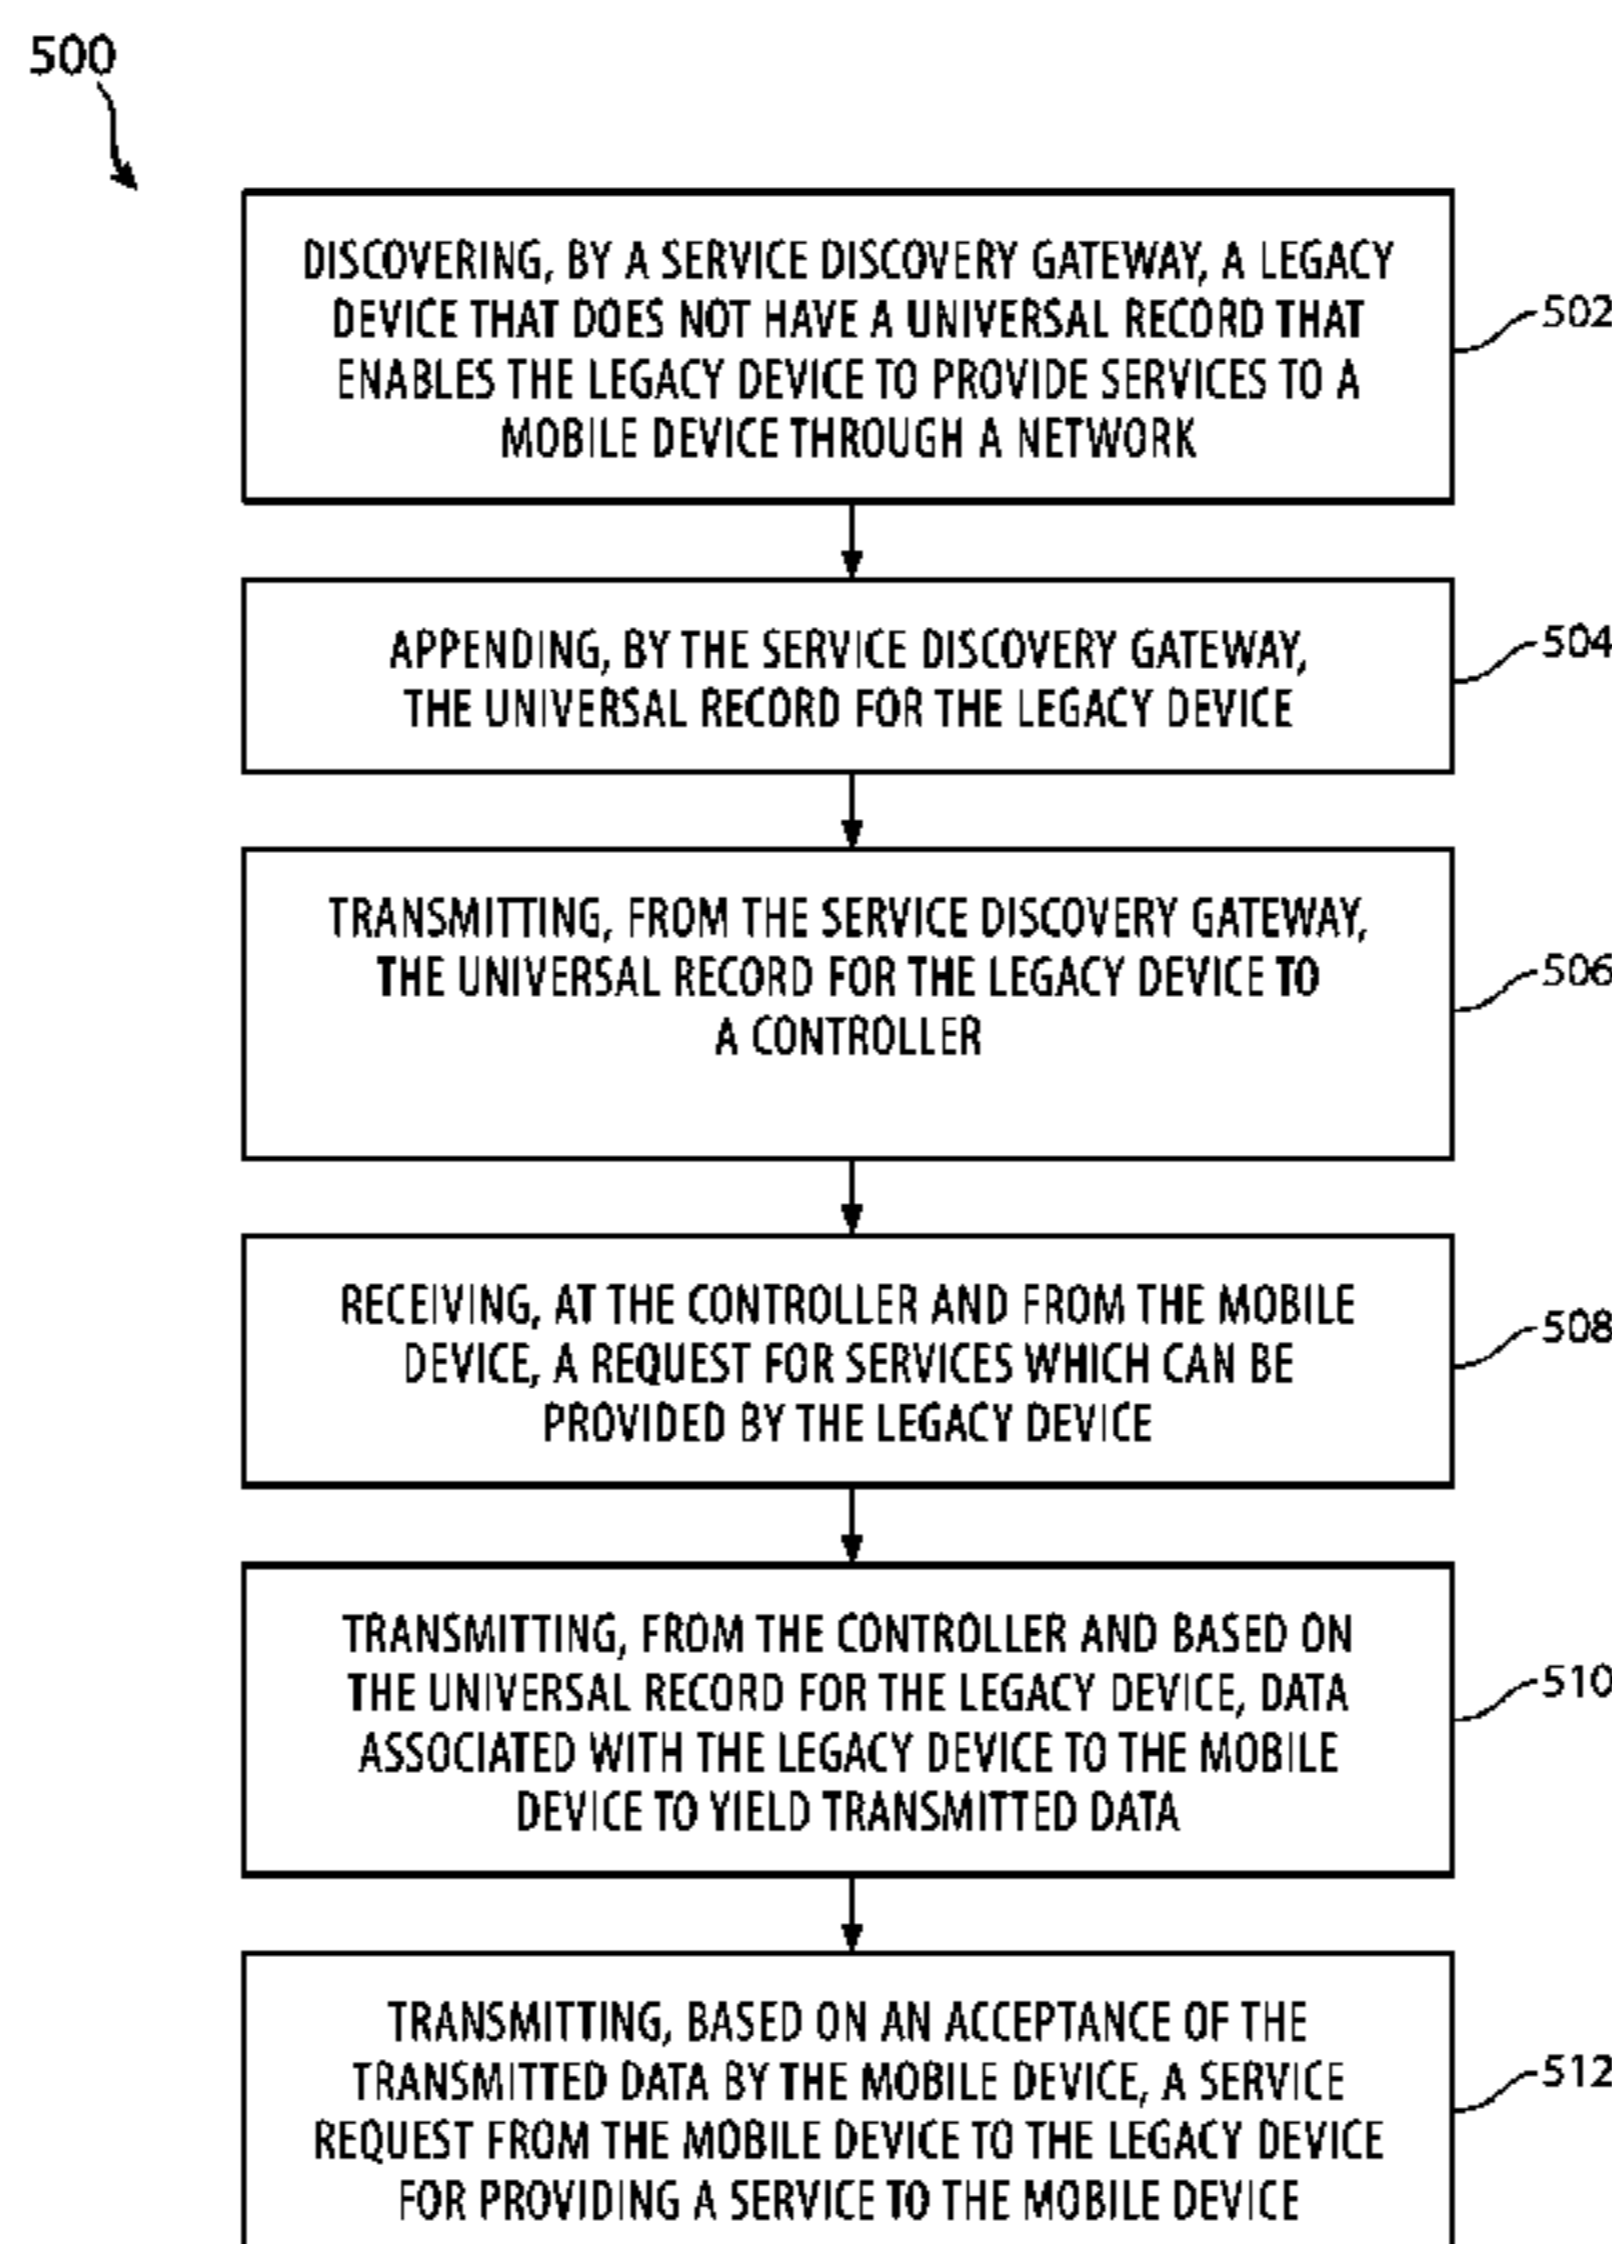 500
DISCOVERING, BY A SERVICE DISCOVERY GATEWAY, A LEGACY
DEVICE THAT DOES NOT HAVE A UNIVERSAL RECORD THAT
ENABLES THE LEGACY DEVICE TO PROVIDE SERVICES TO A
MOBILE DEVICE THROUGH A NETWORK
502
APPENDING, BY THE SERVICE DISCOVERY GATEWAY,
THE UNIVERSAL RECORD FOR THE LEGACY DEVICE
504
TRANSMITTING, FROM THE SERVICE DISCOVERY GATEWAY,
THE UNIVERSAL RECORD FOR THE LEGACY DEVICE TO
A CONTROLLER
506
RECEIVING, AT THE CONTROLLER AND FROM THE MOBILE
DEVICE, A REQUEST FOR SERVICES WHICH CAN BE
PROVIDED BY THE LEGACY DEVICE
508
TRANSMITTING, FROM THE CONTROLLER AND BASED ON
THE UNIVERSAL RECORD FOR THE LEGACY DEVICE, DATA
ASSOCIATED WITH THE LEGACY DEVICE TO THE MOBILE
DEVICE TO YIELD TRANSMITTED DATA
510
TRANSMITTING, BASED ON AN ACCEPTANCE OF THE
TRANSMITTED DATA BY THE MOBILE DEVICE, A SERVICE
REQUEST FROM THE MOBILE DEVICE TO THE LEGACY DEVICE
FOR PROVIDING A SERVICE TO THE MOBILE DEVICE
512